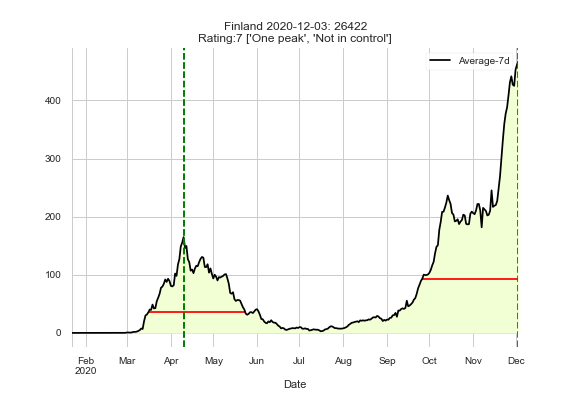 Finland 2020-12-03: 26422
Rating:7 ['One peak', 'Not in control']
Average-7d
400
300
200
100
0
Feb Mar Apr May Jun Jul Aug Sep Oct Nov Dec
2020
Date